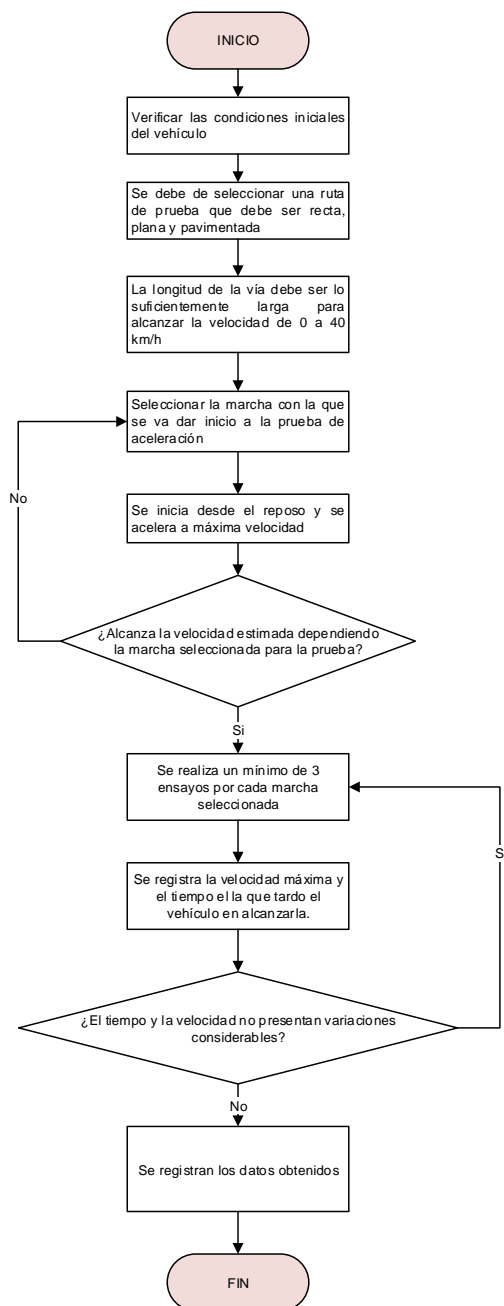 INICIO
Verificar las condiciones iniciales
del vehículo
Se debe de seleccionar una ruta
de prueba que debe ser recta,
plana y pavimentada
La longitud de la vía debe ser lo
suficientemente larga para
alcanzar la velocidad de 0 a 40
km/h
Seleccionar la marcha con la que
se va dar inicio a la prueba de
aceleración
No
Se inicia desde el reposo y se
acelera a máxima velocidad
¿Alcanza la velocidad estimada dependiendo
la marcha seleccionada para la prueba?
Si
Se realiza un mínimo de 3
ensayos por cada marcha
seleccionada
S
Se registra la velocidad máxima y
el tiempo el la que tardo el
vehículo en alcanzarla.
¿El tiempo y la velocidad no presentan variaciones
considerables?
No
Se registran los datos obtenidos
FIN